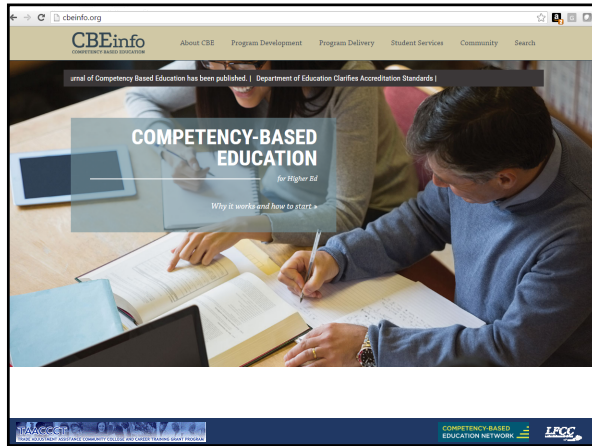 cbeinfo.org
CBEinfo
COMPETENCY BASED EDUCATION
About CBE Program Development Program Delivery Student Services Community Search
urnal of Competency Based Education has been published. | Department of Education Clarifies Accreditation Standards |
COMPETENCY-BASED
EDUCATION
for Higher Ed
Why it works and how to start »
TAACCCT
TRADE ADJUSTMENT ASSISTANCE COMMUNITY COLLEGE AND CAREER TRAINING GRANT PROGRAM
COMPETENCY-BASED
EDUCATION NETWORK
LFCC